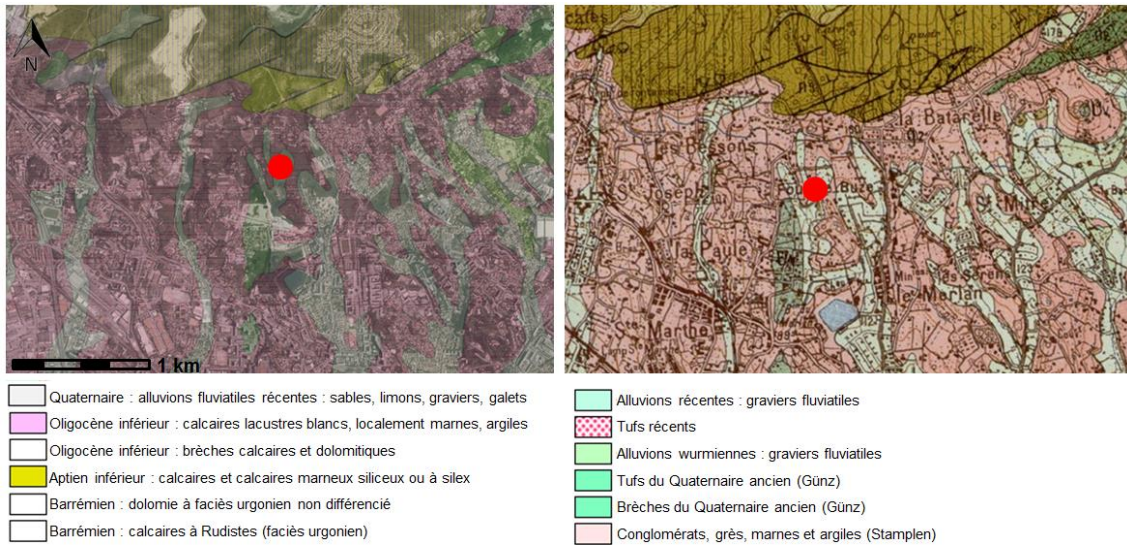 N
1 km
178
la Batarelle
les Bessons
St Joseph
la Paule
St Mitre
le Merlan
Ste Marthe
123
Quaternaire : alluvions fluviatiles récentes : sables, limons, graviers, galets
Oligocène inférieur : calcaires lacustres blancs, localement marnes, argiles
Oligocène inférieur : brèches calcaires et dolomitiques
Aptien inférieur : calcaires et calcaires marneux siliceux ou à silex
Barrémien : dolomie à faciès urgonien non différencié
Barrémien : calcaires à Rudistes (faciès urgonien)
Alluvions récentes : graviers fluviatiles
Tufs récents
Alluvions wurmiennes : graviers fluviatiles
Tufs du Quaternaire ancien (Günz)
Brèches du Quaternaire ancien (Günz)
Conglomérats, grès, marnes et argiles (Stamplen)